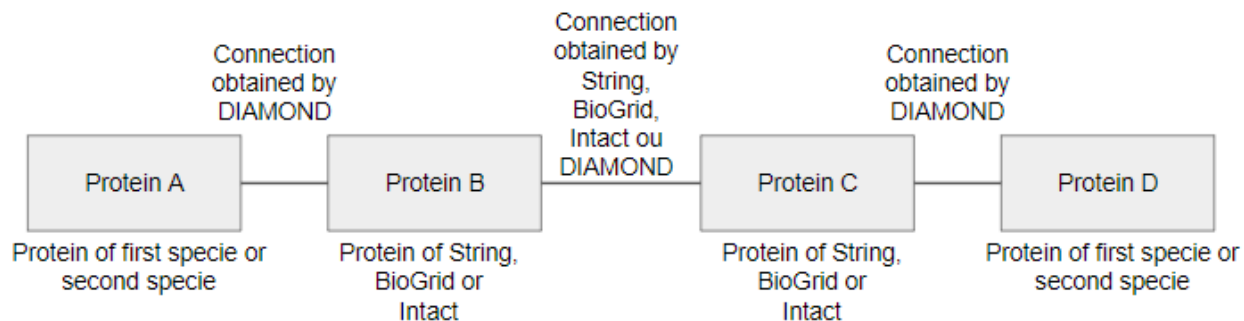 Connection
obtained by
DIAMOND
Connection
obtained by
String,
BioGrid,
Intact ou
DIAMOND
Connection
obtained by
DIAMOND
Protein A
Protein B
Protein C
Protein D
Protein of first specie or
second specie
Protein of String,
BioGrid or
Intact
Protein of String,
BioGrid or
Intact
Protein of first specie or
second specie